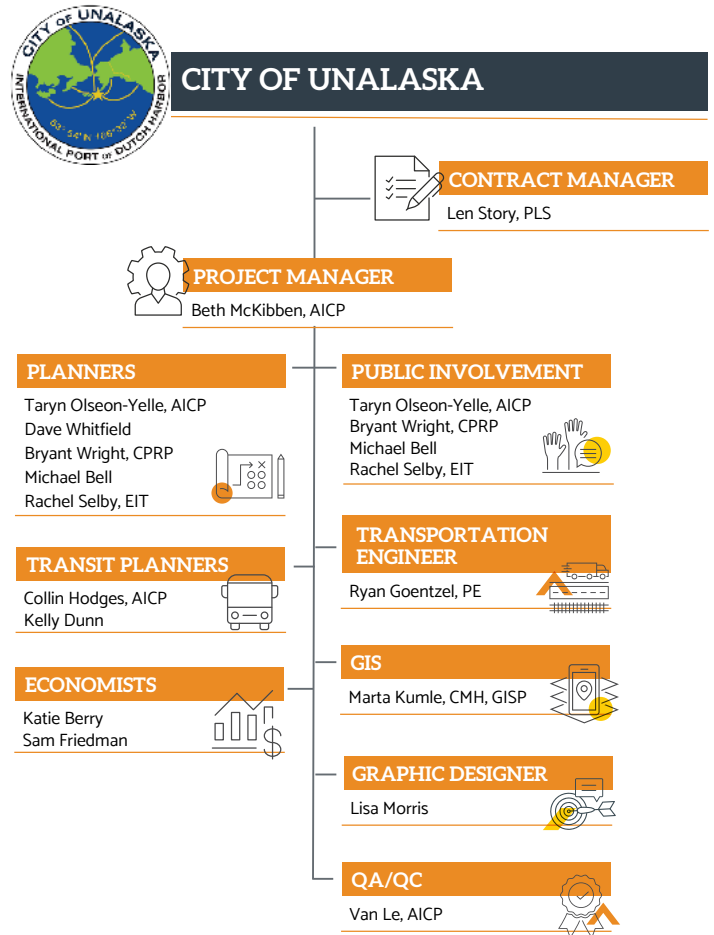 CITY OF UNALASKA
INTERNATIONAL PORT OF DUTCH HARBOR
CITY OF UNALASKA
CONTRACT MANAGER
Len Story, PLS
PROJECT MANAGER
Beth McKibben, AICP
PLANNERS
Taryn Olseon-Yelle, AICP
Dave Whitfield
Bryant Wright, CPRP
Michael Bell
Rachel Selby, EIT
PUBLIC INVOLVEMENT
Taryn Olseon-Yelle, AICP
Bryant Wright, CPRP
Michael Bell
Rachel Selby, EIT
TRANSIT PLANNERS
Collin Hodges, AICP
Kelly Dunn
TRANSPORTATION
ENGINEER
Ryan Goentzel, PE
ECONOMISTS
Katie Berry
Sam Friedman
GIS
Marta Kumle, CMH, GISP
GRAPHIC DESIGNER
Lisa Morris
QA/QC
Van Le, AICP